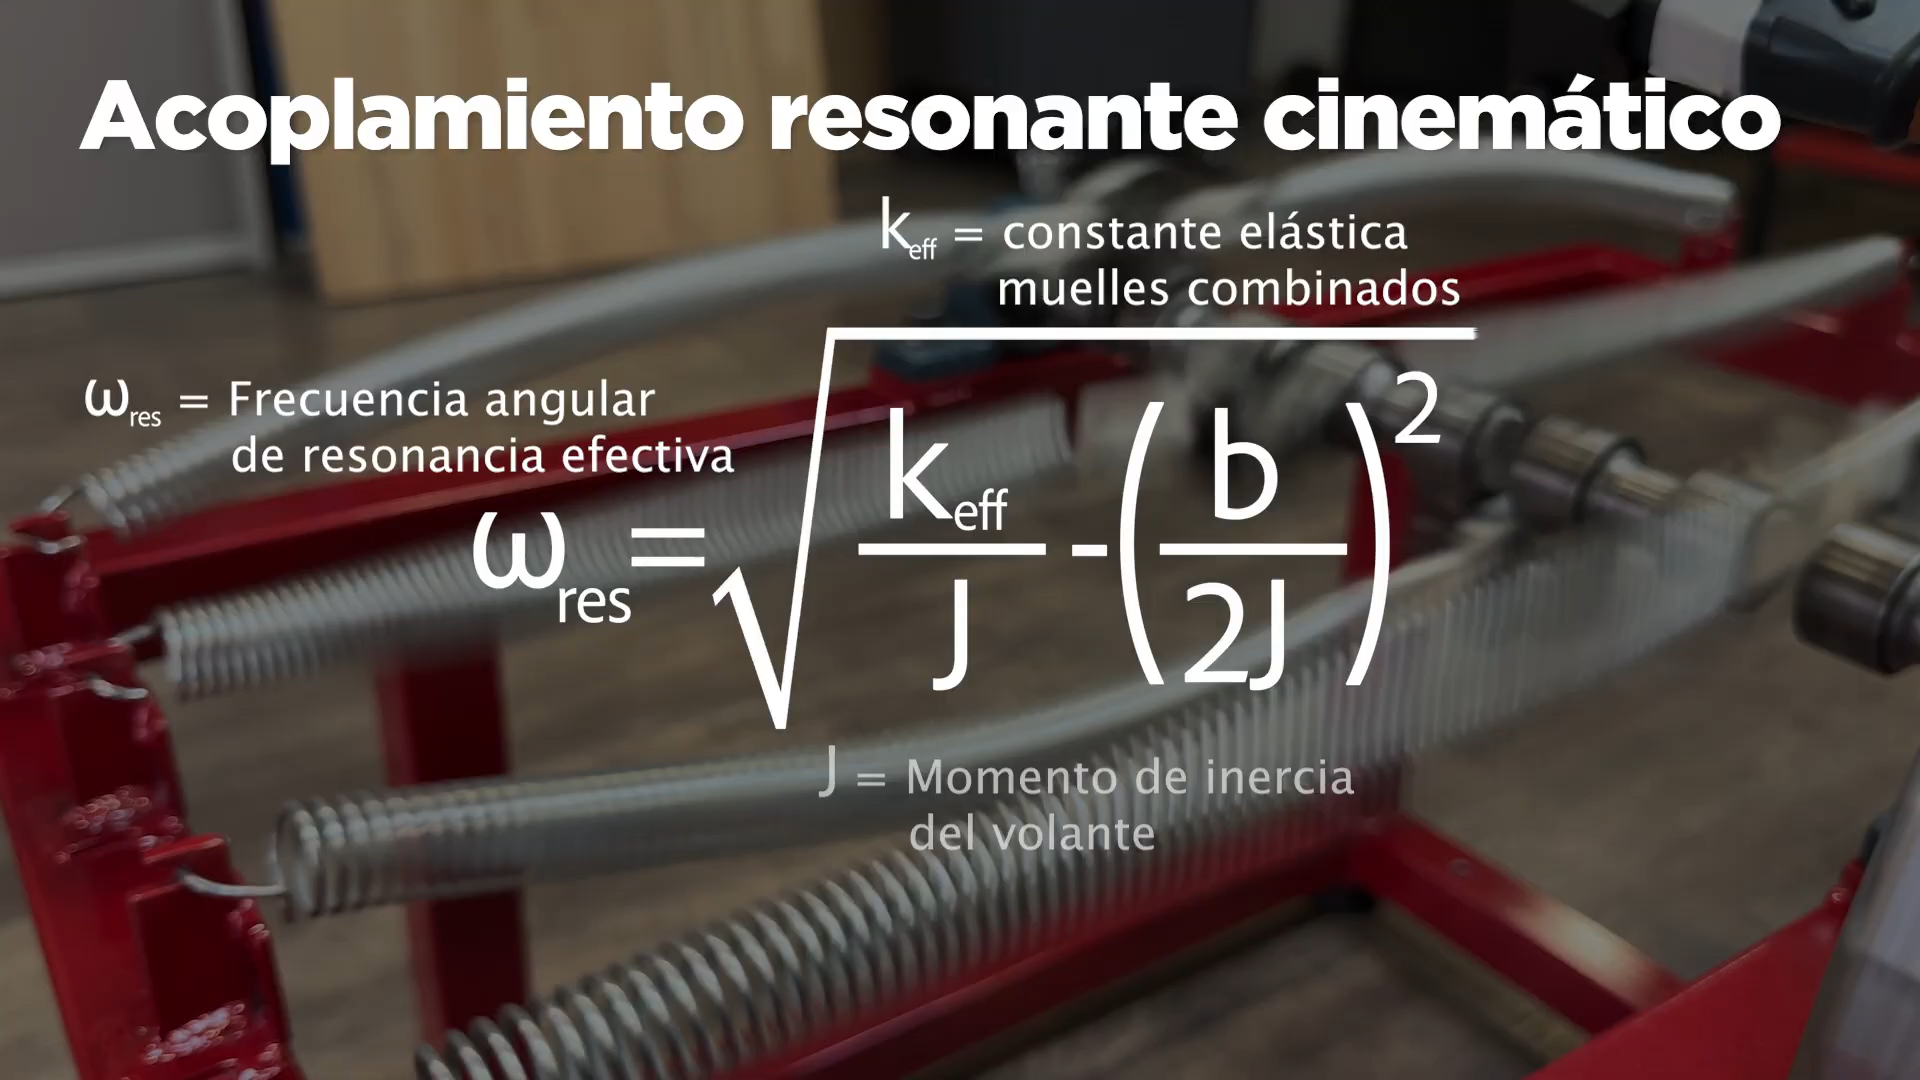 Acoplamiento resonante cinemático
k_eff = constante elástica
muelles combinados
ω_res = Frecuencia angular
de resonancia efectiva
ω_res = √(k_eff/J - (b/2J)²)
J = Momento de inercia
del volante